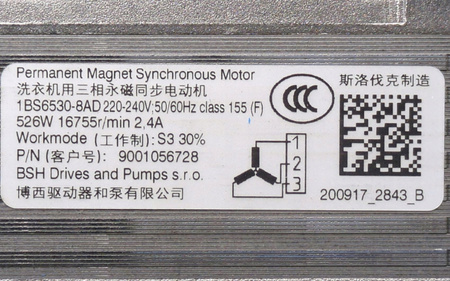 Permanent Magnet Synchronous Motor
洗衣机用三相永磁同步电动机
1BS6530-8AD 220-240V;50/60Hz class 155 (F)
526W 16755r/min 2,4A
Workmode (工作制): S3 30%
P/N (客户号): 9001056728
BSH Drives and Pumps s.r.o.
博西驱动器和泵有限公司
CCC
斯洛伐克制造
1
2
3
200917_2843_B